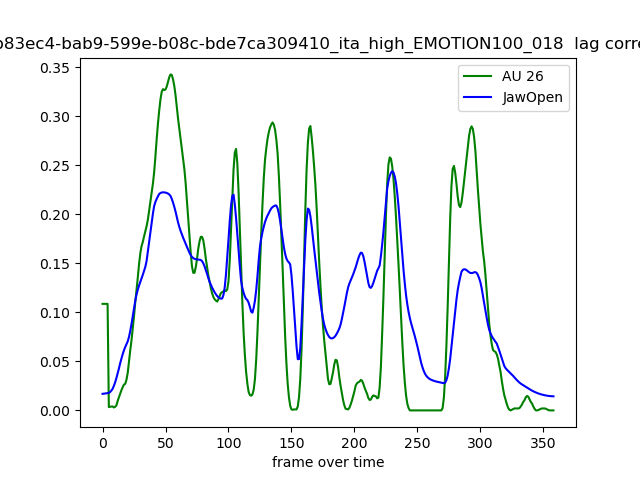 b83ec4-bab9-599e-b08c-bde7ca309410_ita_high_EMOTION100_018 lag corre
AU 26
JawOpen
0.35
0.30
0.25
0.20
0.15
0.10
0.05
0.00
0 50 100 150 200 250 300 350
frame over time